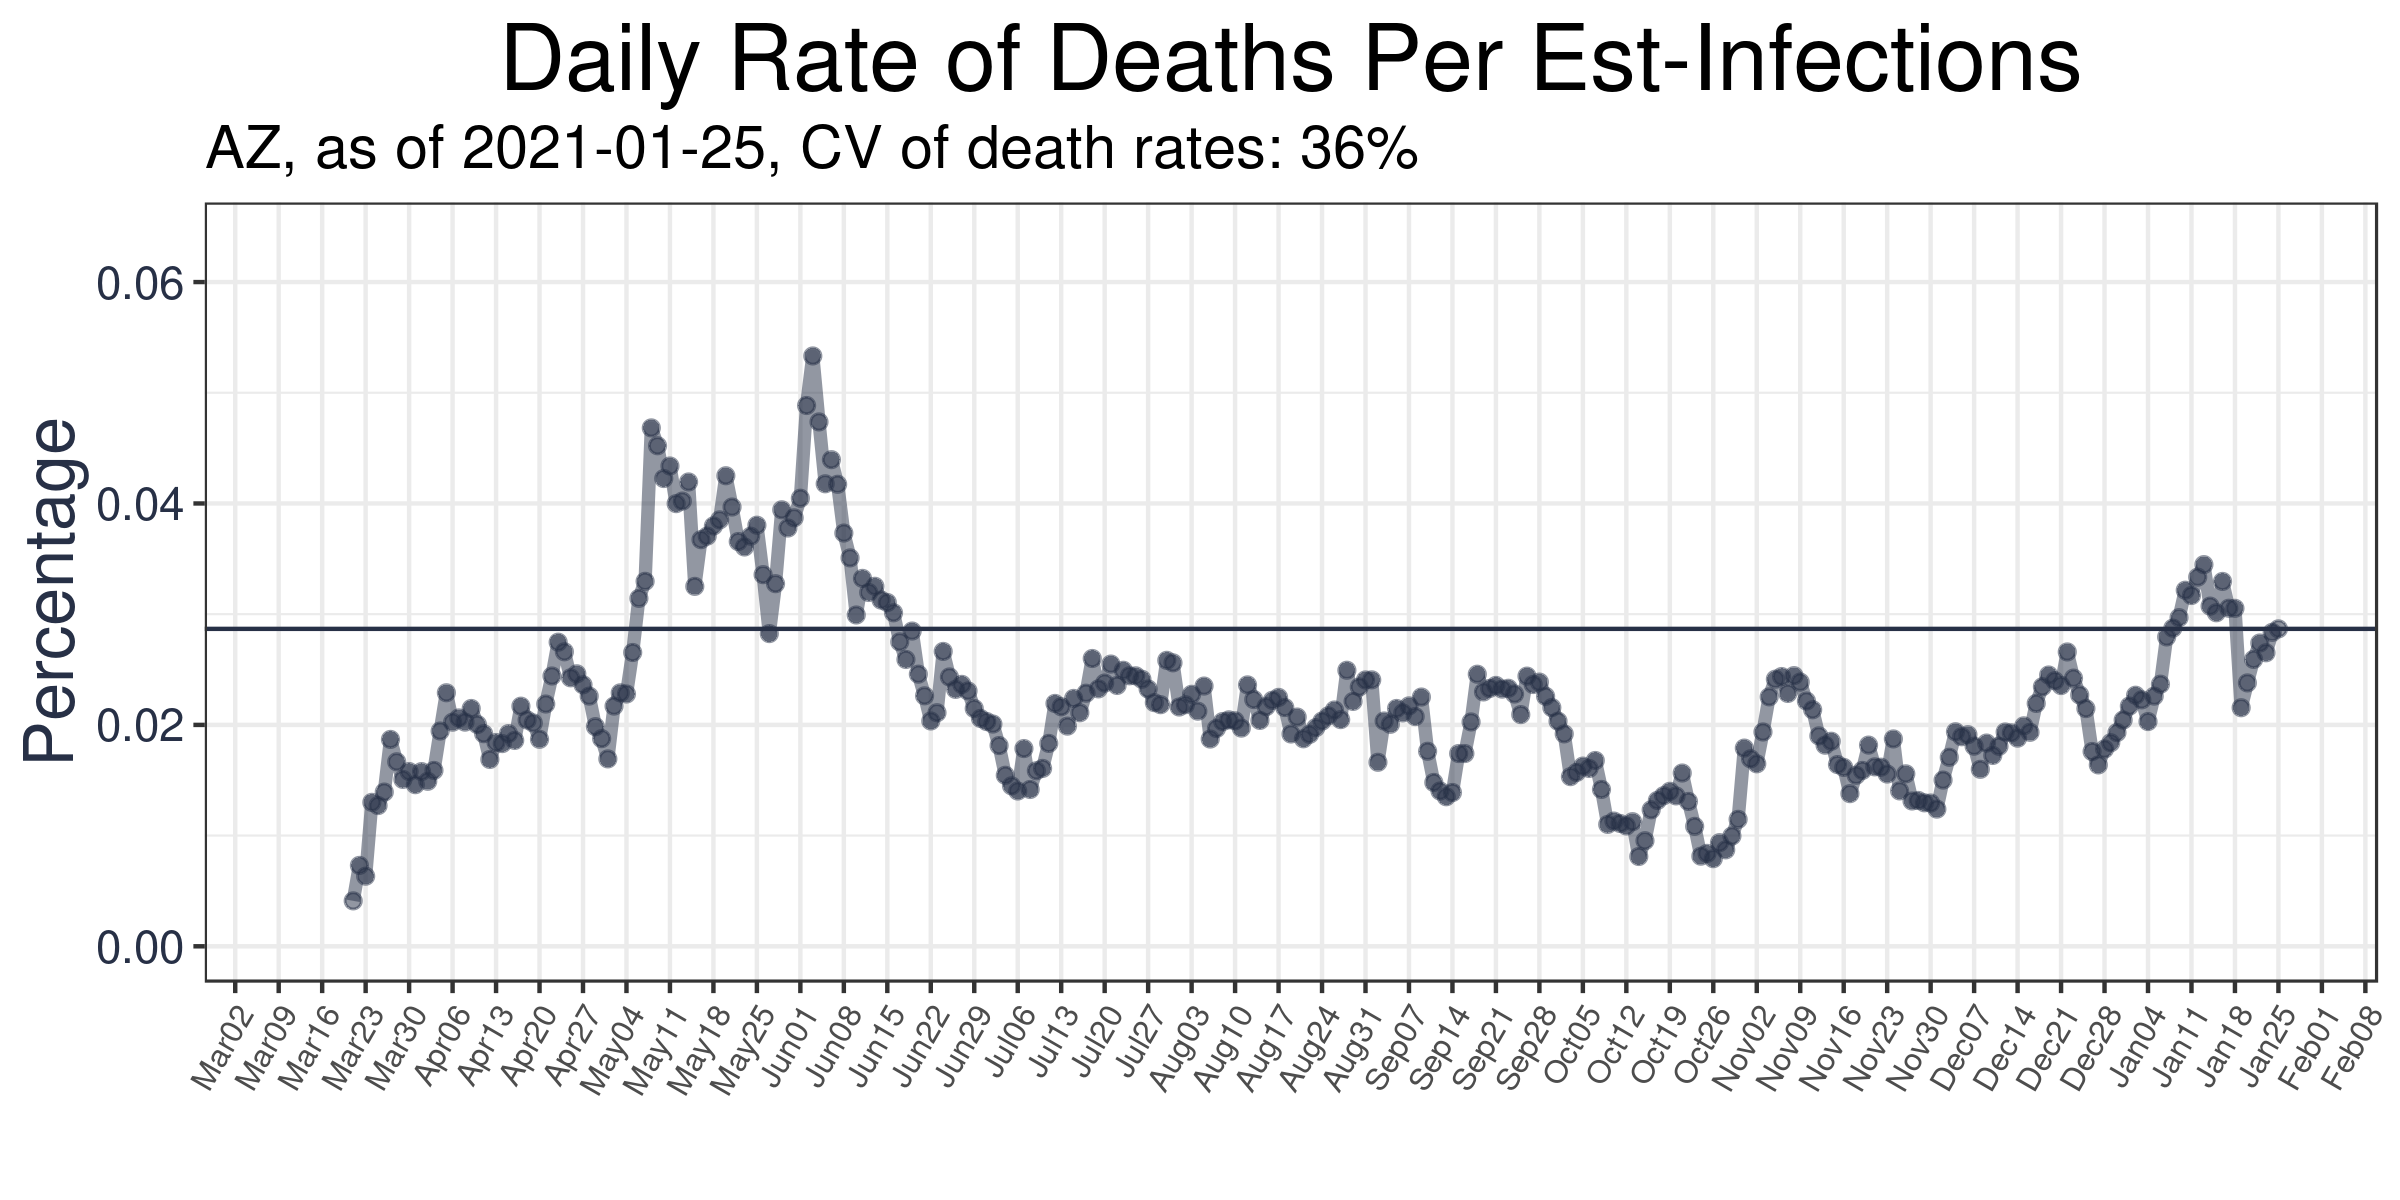 Daily Rate of Deaths Per Est-Infections
AZ, as of 2021-01-25, CV of death rates: 36%
Percentage
0.06
0.04
0.02
0.00
Mar02
Mar09
Mar16
Mar23
Mar30
Apr06
Apr13
Apr20
Apr27
May04
May11
May18
May25
Jun01
Jun08
Jun15
Jun22
Jun29
Jul06
Jul13
Jul20
Jul27
Aug03
Aug10
Aug17
Aug24
Aug31
Sep07
Sep14
Sep21
Sep28
Oct05
Oct12
Oct19
Oct26
Nov02
Nov09
Nov16
Nov23
Nov30
Dec07
Dec14
Dec21
Dec28
Jan04
Jan11
Jan18
Jan25
Feb01
Feb08